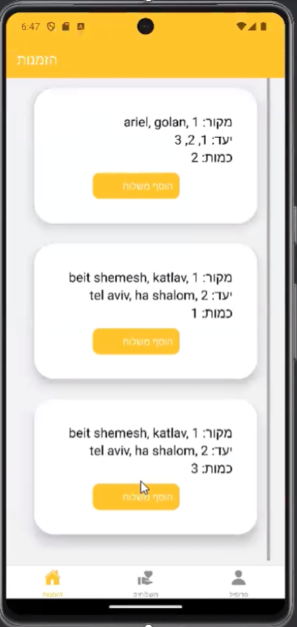 6:47
הזמנות
מקור: 1 ,ariel, golan
יעד: 1, 2, 3
כמות: 2
הוסף משלוח
מקור: 1 ,beit shemesh, katlav
יעד: 2 ,tel aviv, ha shalom
כמות: 1
הוסף משלוח
מקור: 1 ,beit shemesh, katlav
יעד: 2 ,tel aviv, ha shalom
כמות: 3
הוסף משלוח
פרופיל משלוחים הזמנות